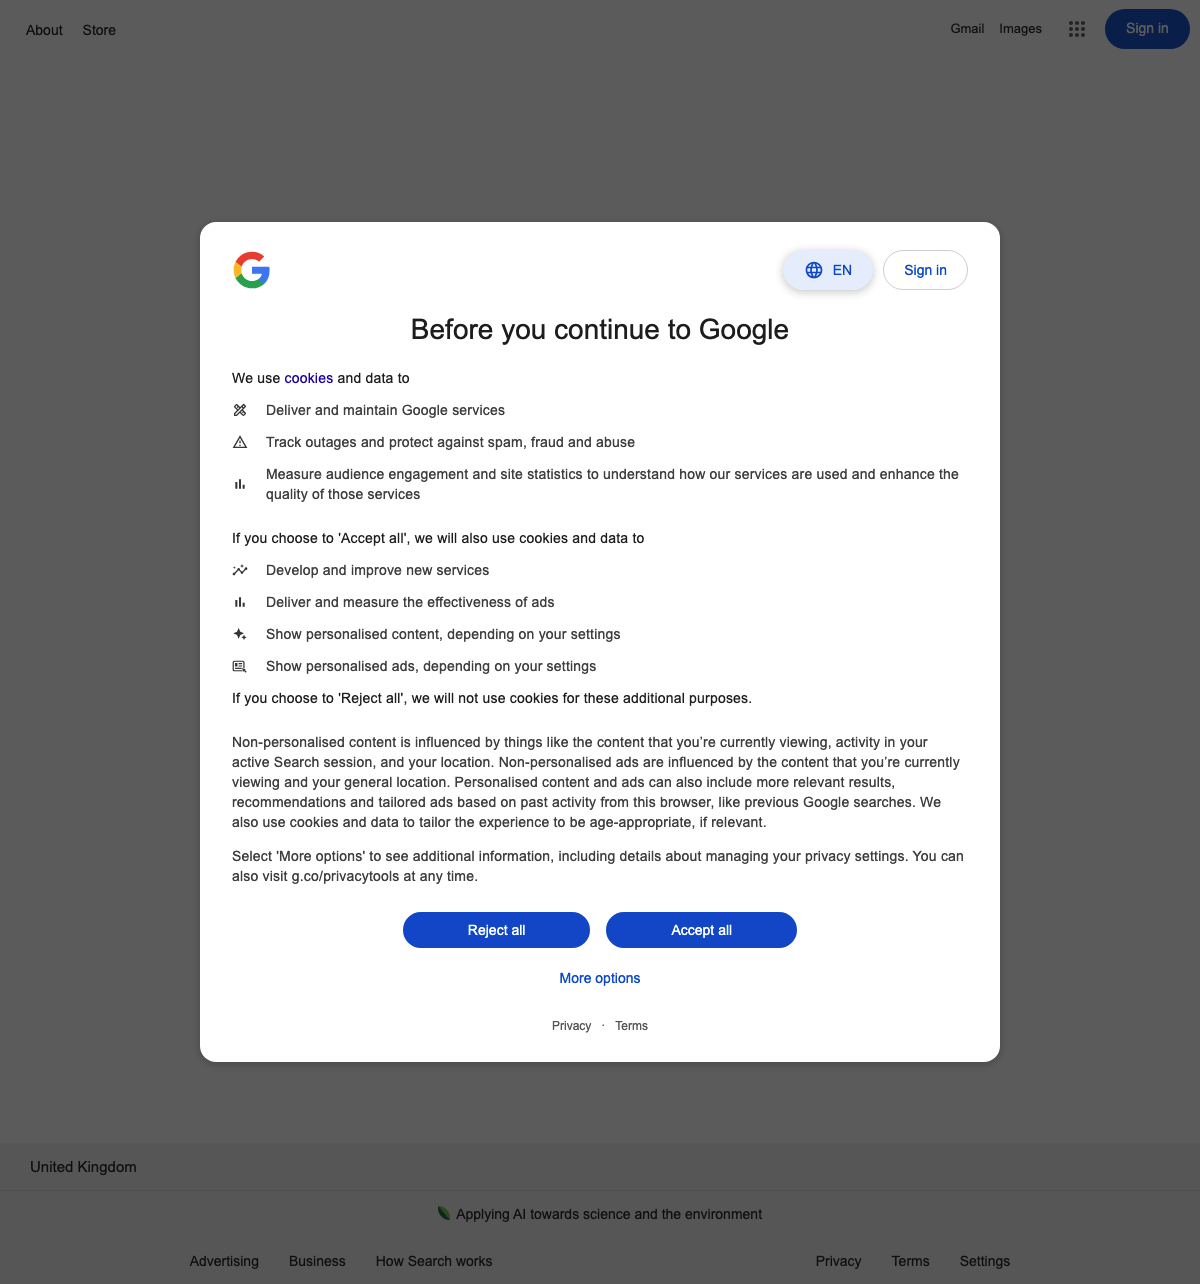 About Store Gmail Images Sign in
EN Sign in
Before you continue to Google
We use cookies and data to
Deliver and maintain Google services
Track outages and protect against spam, fraud and abuse
Measure audience engagement and site statistics to understand how our services are used and enhance the
quality of those services
If you choose to 'Accept all', we will also use cookies and data to
Develop and improve new services
Deliver and measure the effectiveness of ads
Show personalised content, depending on your settings
Show personalised ads, depending on your settings
If you choose to 'Reject all', we will not use cookies for these additional purposes.
Non-personalised content is influenced by things like the content that you’re currently viewing, activity in your
active Search session, and your location. Non-personalised ads are influenced by the content that you’re currently
viewing and your general location. Personalised content and ads can also include more relevant results,
recommendations and tailored ads based on past activity from this browser, like previous Google searches. We
also use cookies and data to tailor the experience to be age-appropriate, if relevant.
Select 'More options' to see additional information, including details about managing your privacy settings. You can
also visit g.co/privacytools at any time.
Reject all Accept all
More options
Privacy · Terms
United Kingdom
Applying AI towards science and the environment
Advertising Business How Search works Privacy Terms Settings